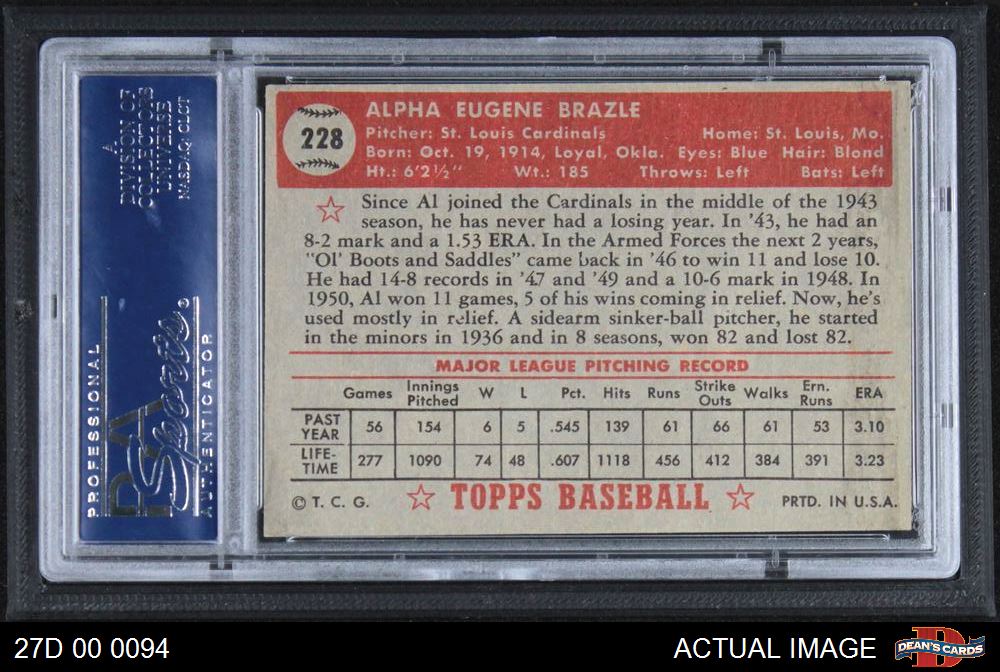 A
DIVISION OF
COLLECTORS
UNIVERSE
NASDAQ CLCT
PROFESSIONAL
PSA
Sports
AUTHENTICATOR
228
ALPHA EUGENE BRAZLE
Pitcher: St. Louis Cardinals Home: St. Louis, Mo.
Born: Oct. 19, 1914, Loyal, Okla. Eyes: Blue Hair: Blond
Ht.: 6'2½" Wt.: 185 Throws: Left Bats: Left
Since Al joined the Cardinals in the middle of the 1943
season, he has never had a losing year. In '43, he had an
8-2 mark and a 1.53 ERA. In the Armed Forces the next 2 years,
"Ol' Boots and Saddles" came back in '46 to win 11 and lose 10.
He had 14-8 records in '47 and '49 and a 10-6 mark in 1948. In
1950, Al won 11 games, 5 of his wins coming in relief. Now, he's
used mostly in relief. A sidearm sinker-ball pitcher, he started
in the minors in 1936 and in 8 seasons, won 82 and lost 82.
MAJOR LEAGUE PITCHING RECORD
Games Innings Pitched W L Pct. Hits Runs Strike Outs Walks Ern. Runs ERA
PAST YEAR 56 154 6 5 .545 139 61 66 61 53 3.10
LIFE-TIME 277 1090 74 48 .607 1118 456 412 384 391 3.23
© T. C. G. ☆ TOPPS BASEBALL ☆ PRTD. IN U.S.A.
27D 00 0094 ACTUAL IMAGE DEAN'S CARDS